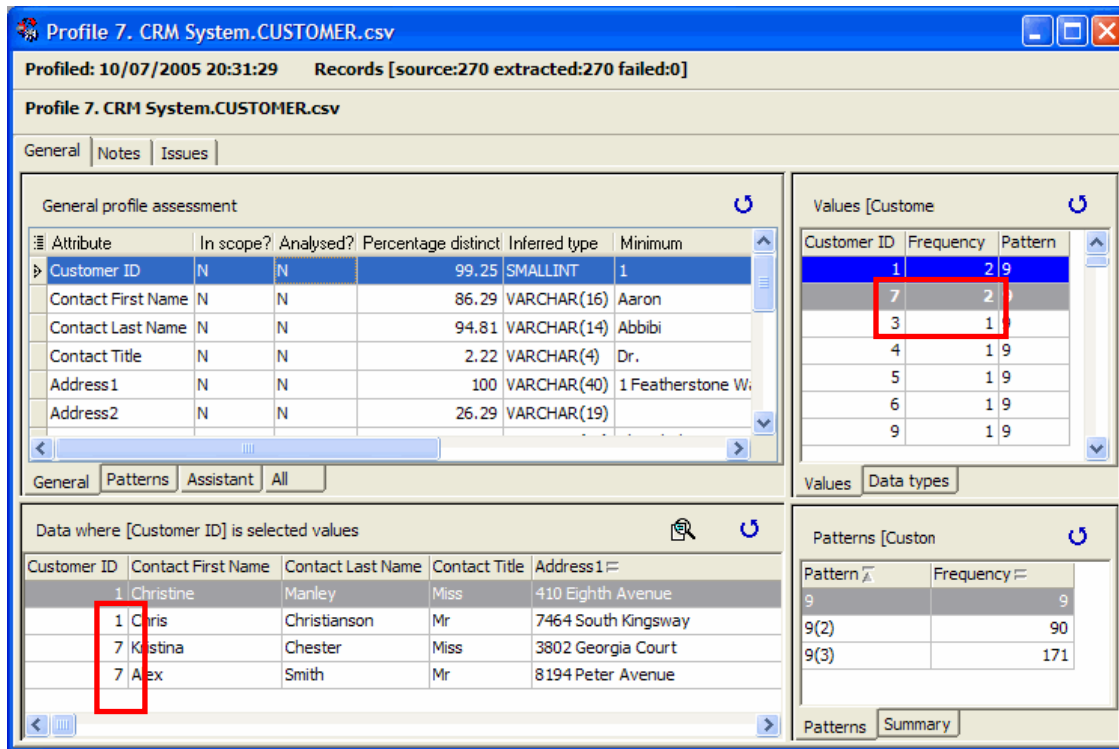 Profile 7. CRM System.CUSTOMER.csv
Profiled: 10/07/2005 20:31:29 Records [source:270 extracted:270 failed:0]
Profile 7. CRM System.CUSTOMER.csv
General Notes Issues
General profile assessment
Attribute In scope? Analysed? Percentage distinct Inferred type Minimum
Customer ID N N 99.25 SMALLINT 1
Contact First Name N N 86.29 VARCHAR(16) Aaron
Contact Last Name N N 94.81 VARCHAR(14) Abbibi
Contact Title N N 2.22 VARCHAR(4) Dr.
Address1 N N 100 VARCHAR(40) 1 Featherstone
Address2 N N 26.29 VARCHAR(19)
General Patterns Assistant All
Values [Custome
Customer ID Frequency Pattern
1 2 9
7 2 9
3 1 9
4 1 9
5 1 9
6 1 9
9 1 9
Values Data types
Data where [Customer ID] is selected values
Customer ID Contact First Name Contact Last Name Contact Title Address1
1 Christine Manley Miss 410 Eighth Avenue
1 Chris Christianson Mr 7464 South Kingsway
7 Kristina Chester Miss 3802 Georgia Court
7 Alex Smith Mr 8194 Peter Avenue
Patterns [Custon
Pattern Frequency
9 9
9(2) 90
9(3) 171
Patterns Summary